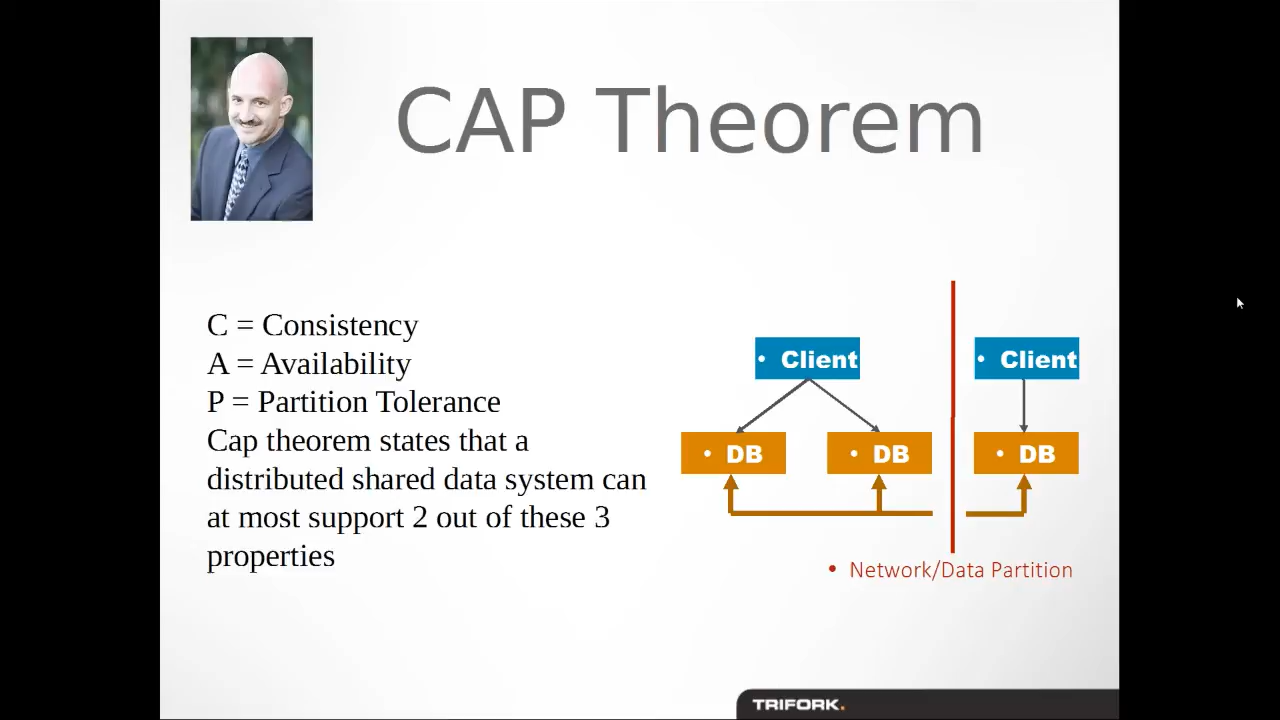 CAP Theorem
C = Consistency
A = Availability
P = Partition Tolerance
Cap theorem states that a
distributed shared data system can
at most support 2 out of these 3
properties
• Client
• Client
• DB
• DB
• DB
• Network/Data Partition
TRIFORK.